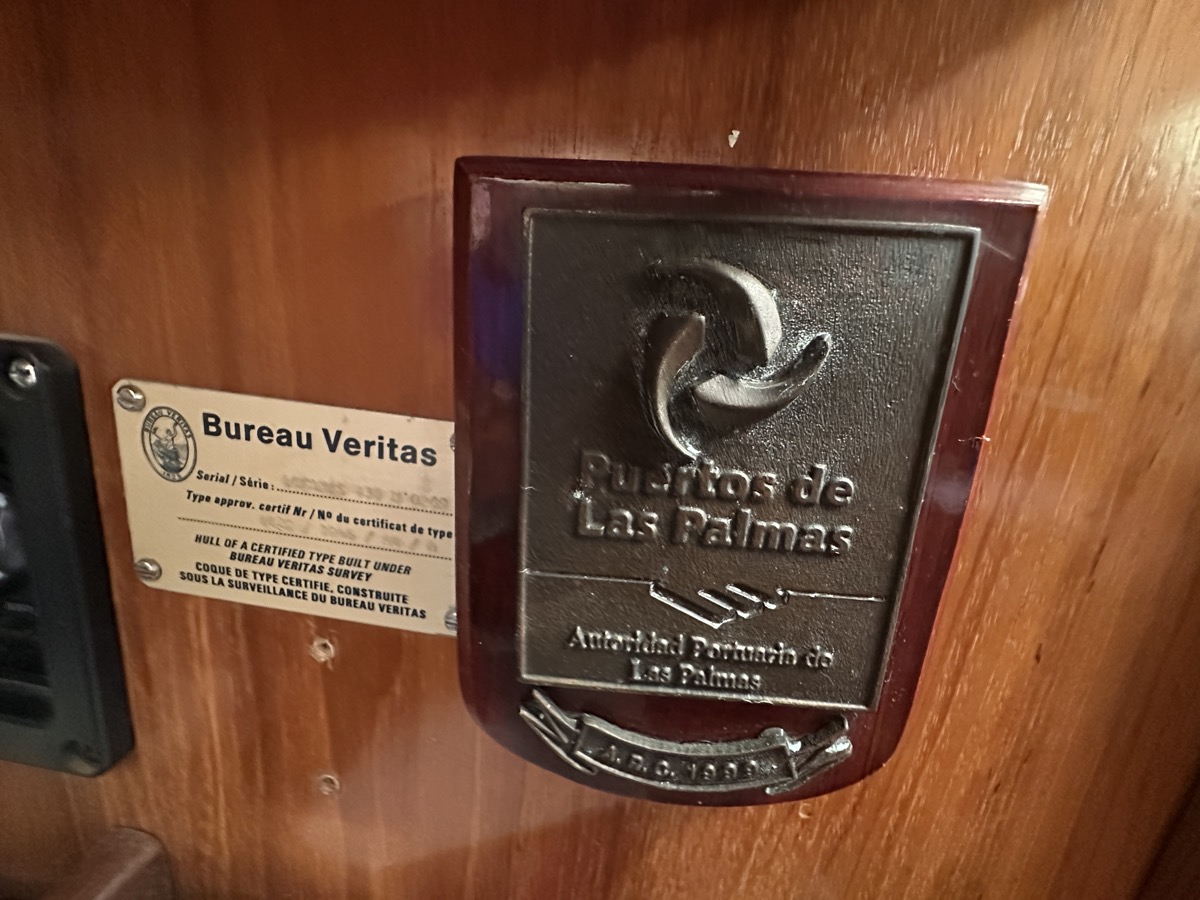 BUREAU VERITAS
Bureau Veritas
Serial / Série :
Type approv. certif Nr / Nº du certificat de type
HULL OF A CERTIFIED TYPE BUILT UNDER
BUREAU VERITAS SURVEY
COQUE DE TYPE CERTIFIE, CONSTRUITE
SOUS LA SURVEILLANCE DU BUREAU VERITAS
Puertos de
Las Palmas
Autoridad Portuaria de
Las Palmas
A.R.C. 1999